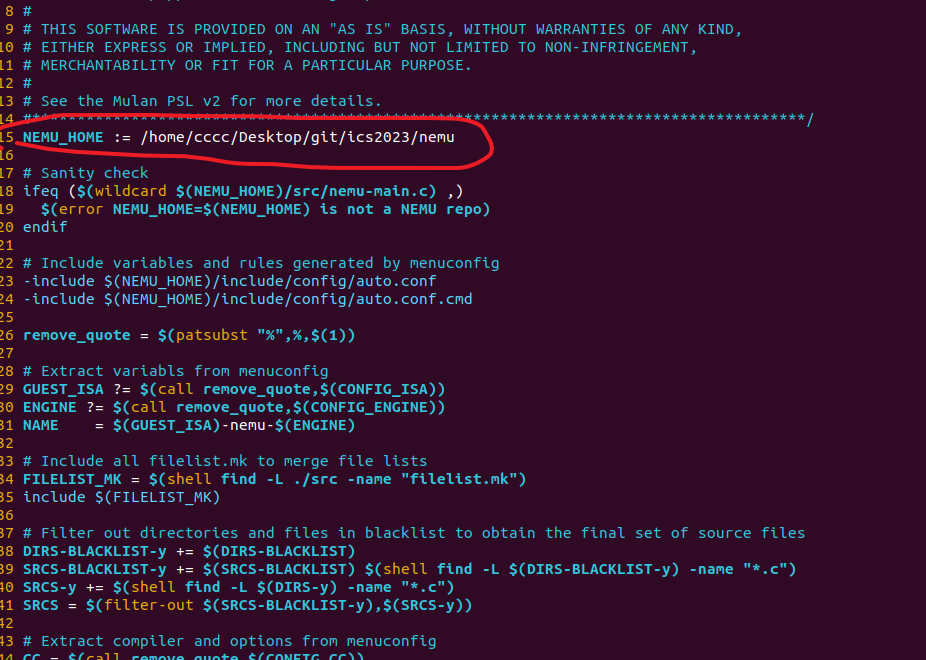 8 #
9 # THIS SOFTWARE IS PROVIDED ON AN "AS IS" BASIS, WITHOUT WARRANTIES OF ANY KIND,
10 # EITHER EXPRESS OR IMPLIED, INCLUDING BUT NOT LIMITED TO NON-INFRINGEMENT,
11 # MERCHANTABILITY OR FIT FOR A PARTICULAR PURPOSE.
12 #
13 # See the Mulan PSL v2 for more details.
14 #**************************************************************************************/
15 NEMU_HOME := /home/cccc/Desktop/git/ics2023/nemu
16
17 # Sanity check
18 ifeq ($(wildcard $(NEMU_HOME)/src/nemu-main.c) ,)
19   $(error NEMU_HOME=$(NEMU_HOME) is not a NEMU repo)
20 endif
21
22 # Include variables and rules generated by menuconfig
23 -include $(NEMU_HOME)/include/config/auto.conf
24 -include $(NEMU_HOME)/include/config/auto.conf.cmd
25
26 remove_quote = $(patsubst "%",%,$(1))
27
28 # Extract variabls from menuconfig
29 GUEST_ISA ?= $(call remove_quote,$(CONFIG_ISA))
30 ENGINE ?= $(call remove_quote,$(CONFIG_ENGINE))
31 NAME    = $(GUEST_ISA)-nemu-$(ENGINE)
32
33 # Include all filelist.mk to merge file lists
34 FILELIST_MK = $(shell find -L ./src -name "filelist.mk")
35 include $(FILELIST_MK)
36
37 # Filter out directories and files in blacklist to obtain the final set of source files
38 DIRS-BLACKLIST-y += $(DIRS-BLACKLIST)
39 SRCS-BLACKLIST-y += $(SRCS-BLACKLIST) $(shell find -L $(DIRS-BLACKLIST-y) -name "*.c")
40 SRCS-y += $(shell find -L $(DIRS-y) -name "*.c")
41 SRCS = $(filter-out $(SRCS-BLACKLIST-y),$(SRCS-y))
42
43 # Extract compiler and options from menuconfig
44 CC = $(call remove_quote,$(CONFIG_CC))